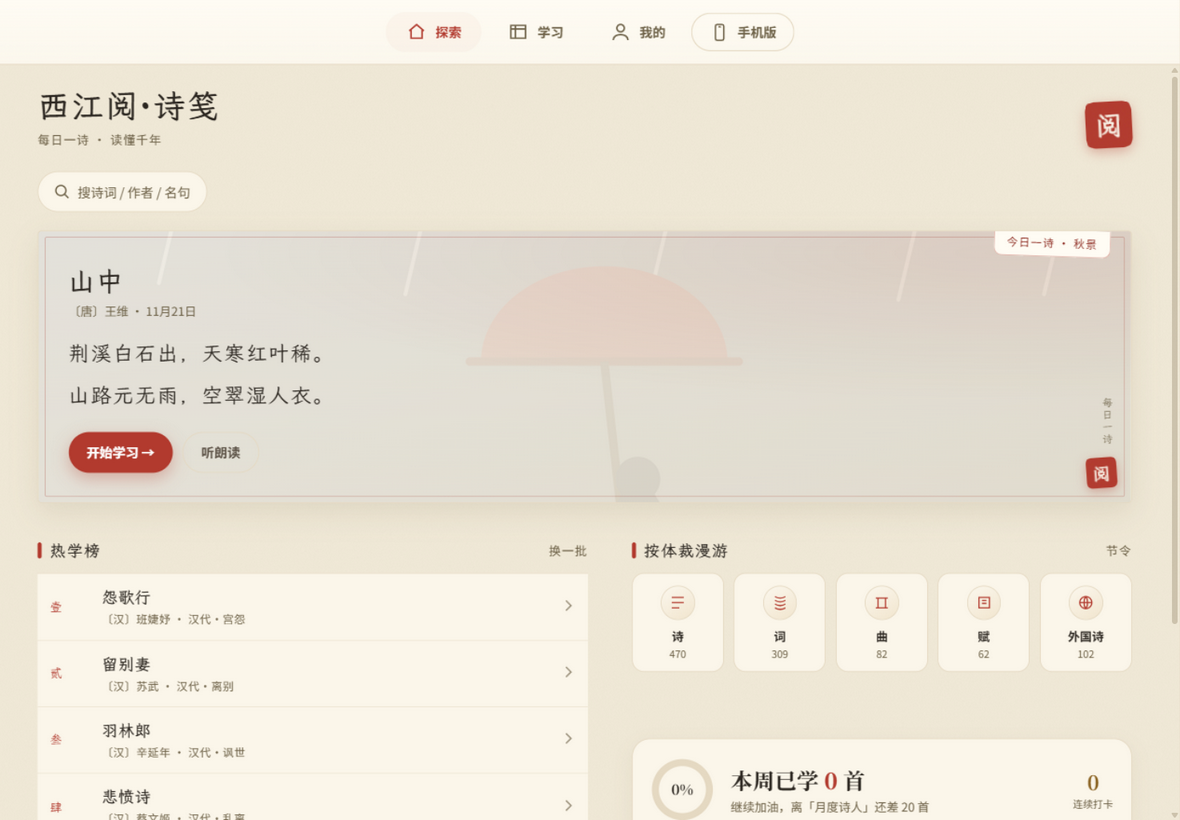 探索 学习 我的 手机版
西江阅·诗笺
每日一诗 · 读懂千年
阅
搜诗词 / 作者 / 名句
今日一诗 · 秋景
山中
〔唐〕王维 · 11月21日
荆溪白石出，天寒红叶稀。
山路元无雨，空翠湿人衣。
开始学习 →
听朗读
每日一诗
阅
热学榜
换一批
壹
怨歌行
〔汉〕班婕妤 · 汉代·宫怨
贰
留别妻
〔汉〕苏武 · 汉代·离别
叁
羽林郎
〔汉〕辛延年 · 汉代·讽世
肆
悲愤诗
〔汉〕蔡文姬 · 汉代·乱离
按体裁漫游
节令
诗
470
词
309
曲
82
赋
62
外国诗
102
0%
本周已学 0 首
继续加油，离「月度诗人」还差 20 首
0
连续打卡